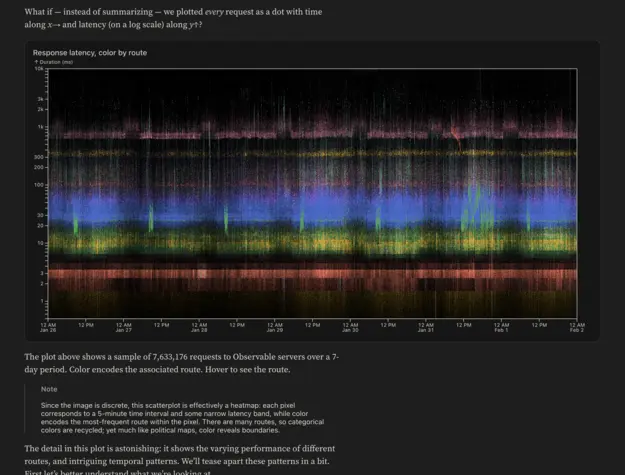 What if — instead of summarizing — we plotted every request as a dot with time
along x→ and latency (on a log scale) along y↑?
Response latency, color by route
↑ Duration (ms)
10k
3k
2k
1k
300
200
100
30
20
10
3
2
1
12 AM 12 PM 12 AM 12 PM 12 AM 12 PM 12 AM 12 PM 12 AM 12 PM 12 AM 12 PM 12 AM 12 PM 12 AM
Jan 26 Jan 27 Jan 28 Jan 29 Jan 30 Jan 31 Feb 1 Feb 2
The plot above shows a sample of 7,633,176 requests to Observable servers over a 7-
day period. Color encodes the associated route. Hover to see the route.
Note
Since the image is discrete, this scatterplot is effectively a heatmap: each pixel
corresponds to a 5-minute time interval and some narrow latency band, while color
encodes the most-frequent route within the pixel. There are many routes, so categorical
colors are recycled; yet much like political maps, color reveals boundaries.
The detail in this plot is astonishing: it shows the varying performance of different
routes, and intriguing temporal patterns. We'll tease apart these patterns in a bit.
First let's better understand what we're looking at.